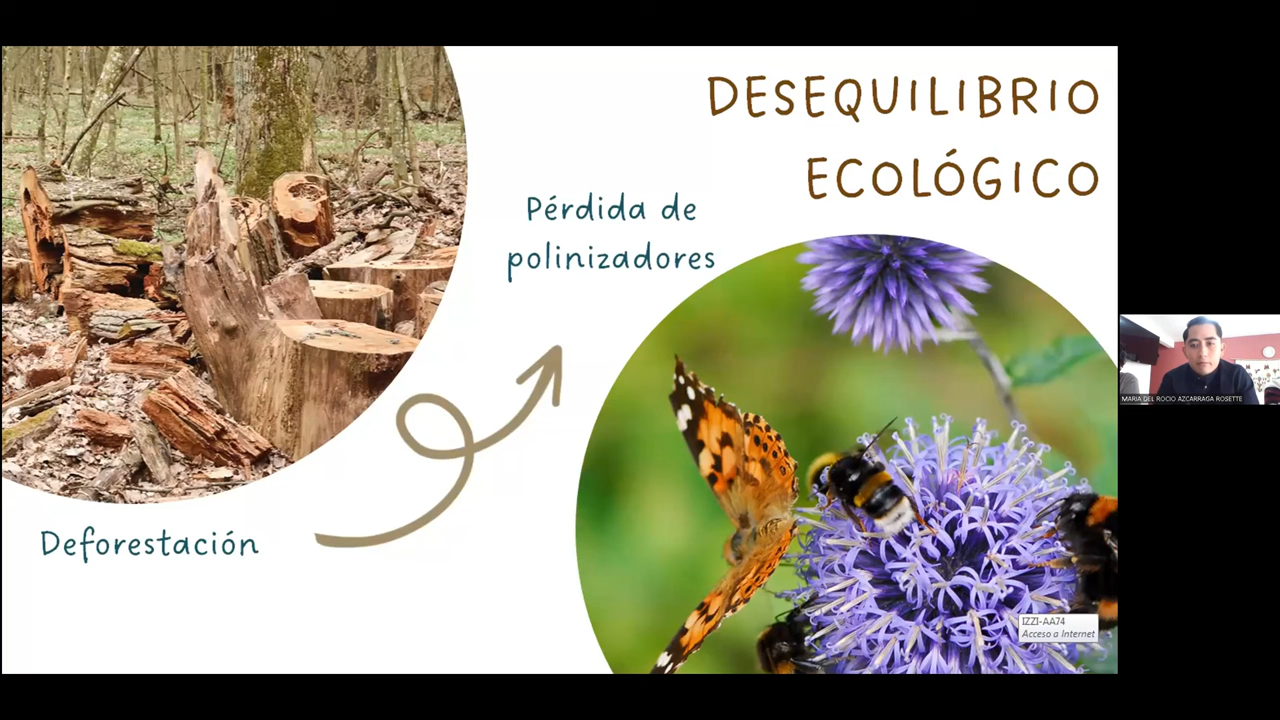 DESEQUILIBRIO
ECOLÓGICO
Pérdida de
polinizadores
Deforestación
MARIA DEL ROCIO AZCARRAGA ROSETTE
IZZI-AA74
Acceso a Internet